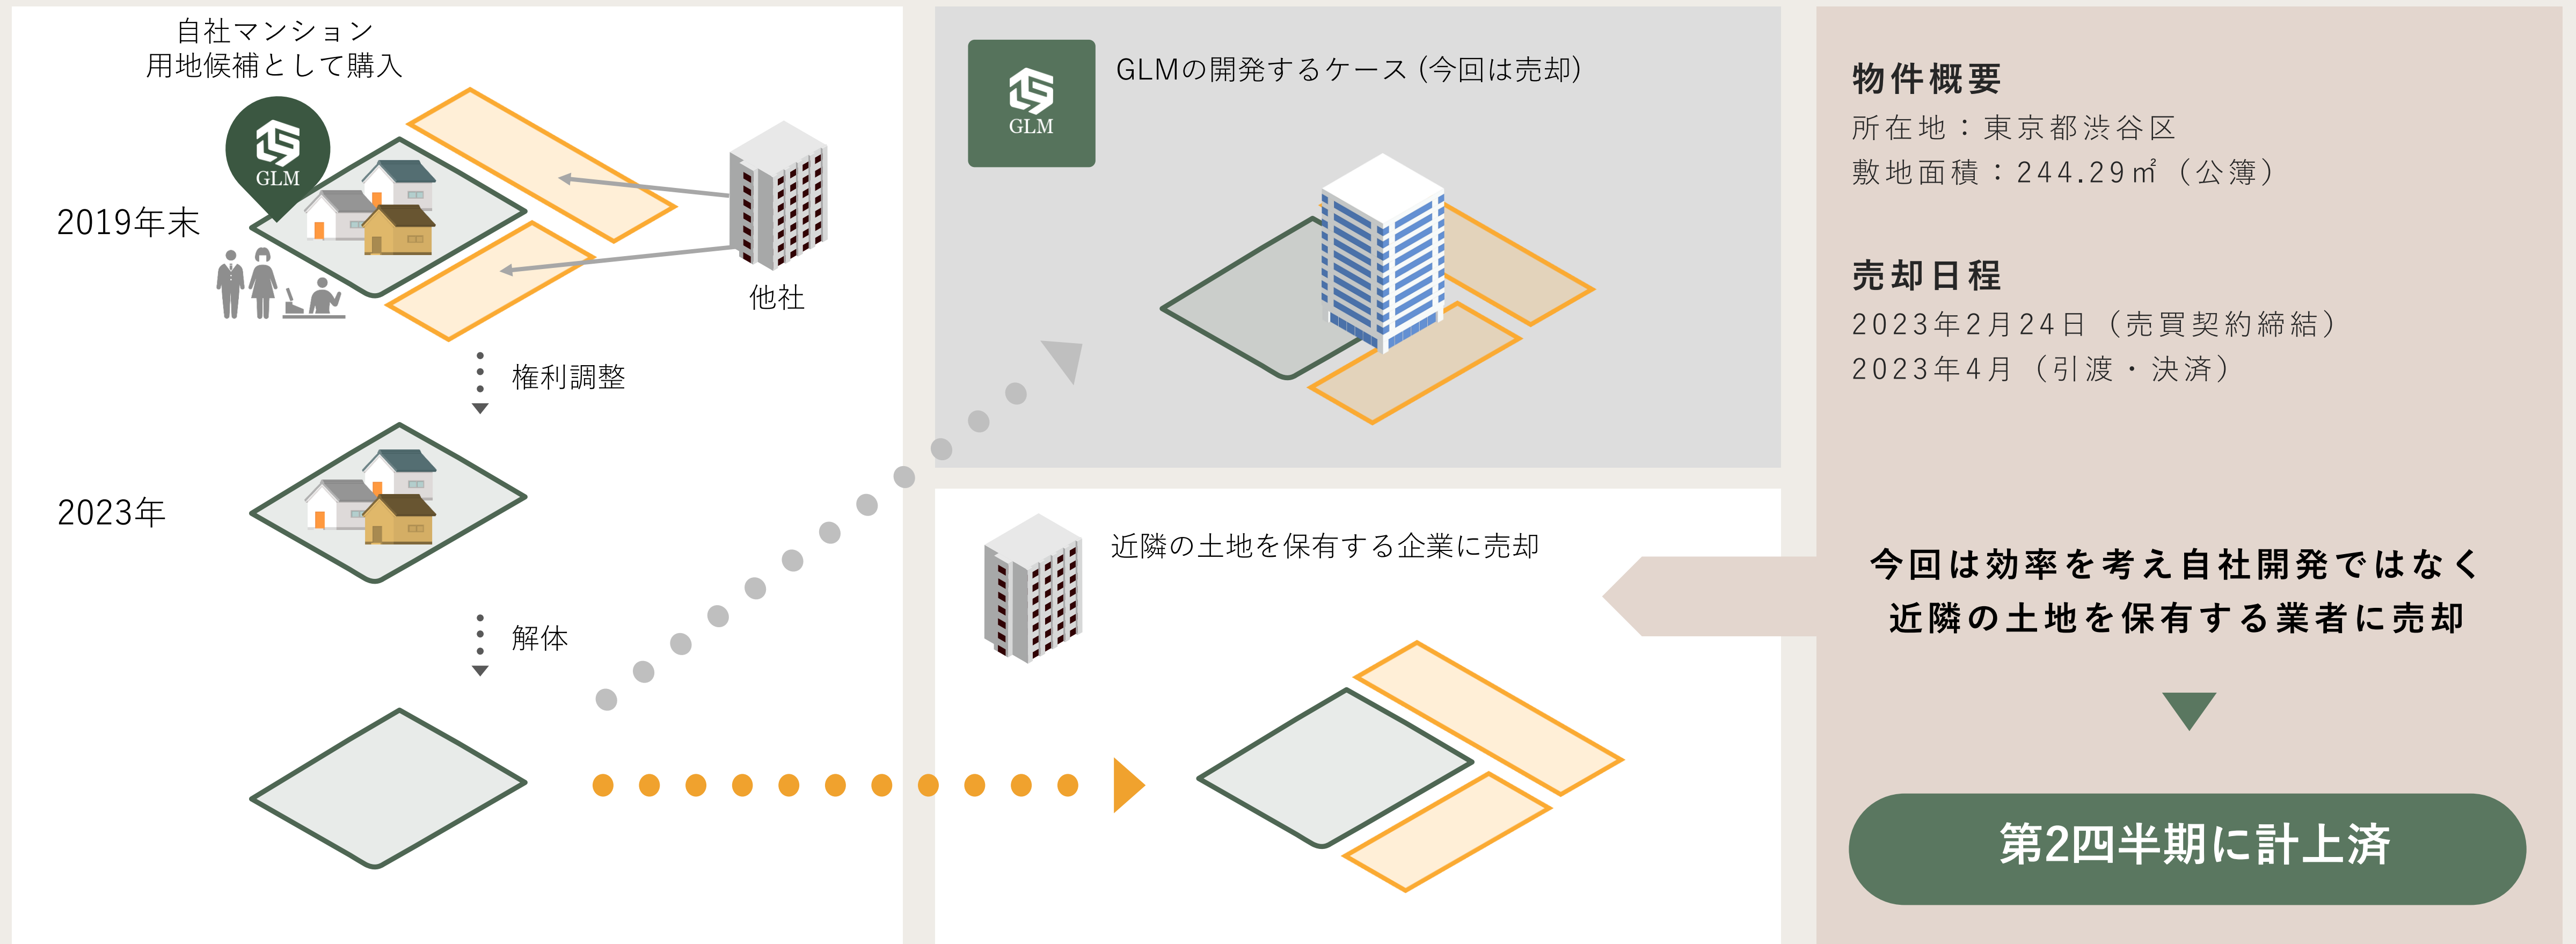 自社マンション
用地候補として購入
GLM
2019年末
他社
権利調整
2023年
解体
GLM
GLMの開発するケース (今回は売却)
近隣の土地を保有する企業に売却
物件概要
所在地：東京都渋谷区
敷地面積：244.29㎡（公簿）
売却日程
2023年2月24日（売買契約締結）
2023年4月（引渡・決済）
今回は効率を考え自社開発ではなく
近隣の土地を保有する業者に売却
第2四半期に計上済